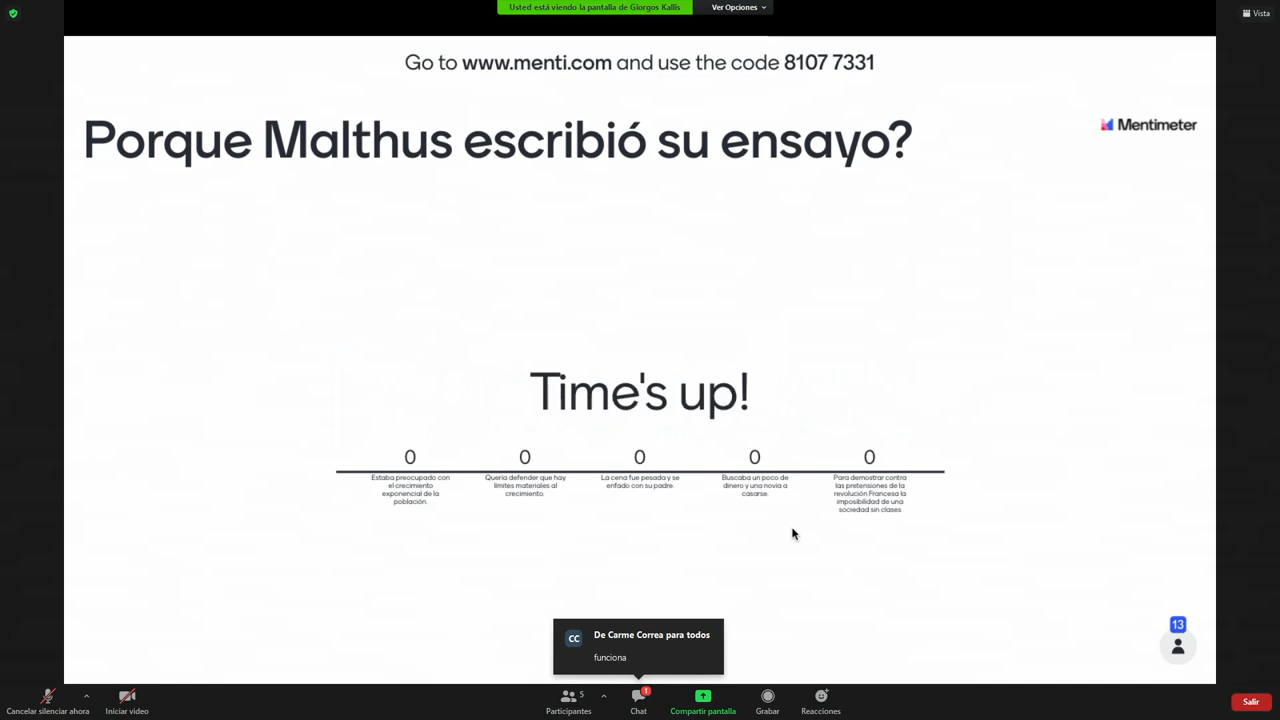 Usted está viendo la pantalla de Giorgos Kallis
Ver Opciones
Vista
Go to www.menti.com and use the code 8107 7331
Porque Malthus escribió su ensayo?
Mentimeter
Time's up!
0
0
0
0
0
Estaba preocupado con
el crecimiento
exponencial de la
población.
Quería defender que hay
límites materiales al
crecimiento.
La cena fue pesada y se
enfado con su padre.
Buscaba un poco de
dinero y una novia a
casarse.
Para demostrar contra
las pretensiones de la
revolución Francesa la
imposibilidad de una
sociedad sin clases
13
CC
De Carme Correa para todos
funciona
Cancelar silenciar ahora
Iniciar video
5
Participantes
1
Chat
Compartir pantalla
Grabar
Reacciones
Salir